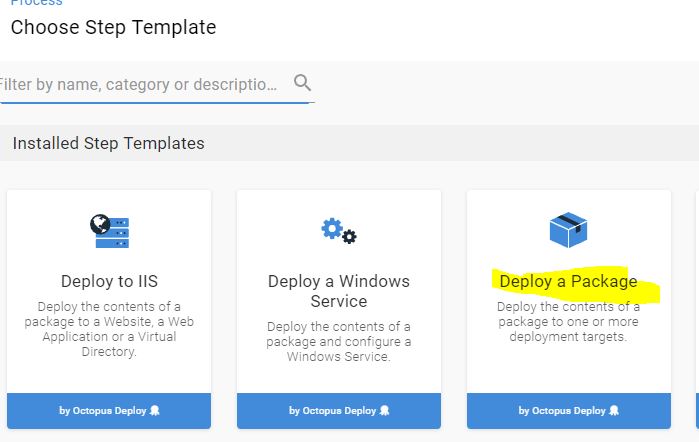 Process
Choose Step Template
Filter by name, category or descriptio...
Installed Step Templates
Deploy to IIS
Deploy the contents of a
package to a Website, a Web
Application or a Virtual
Directory.
by Octopus Deploy
Deploy a Windows
Service
Deploy the contents of a
package and configure a
Windows Service.
by Octopus Deploy
Deploy a Package
Deploy the contents of a
package to one or more
deployment targets.
by Octopus Deploy